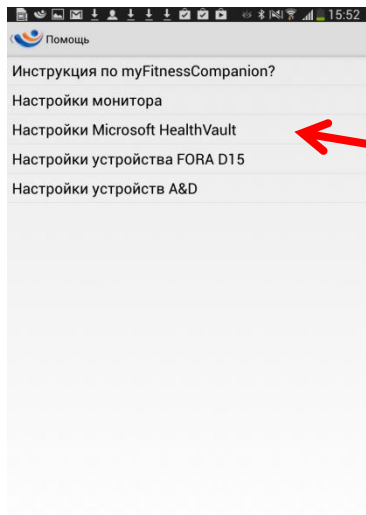 15:52
Помощь
Инструкция по myFitnessCompanion?
Настройки монитора
Настройки Microsoft HealthVault
Настройки устройства FORA D15
Настройки устройств A&D